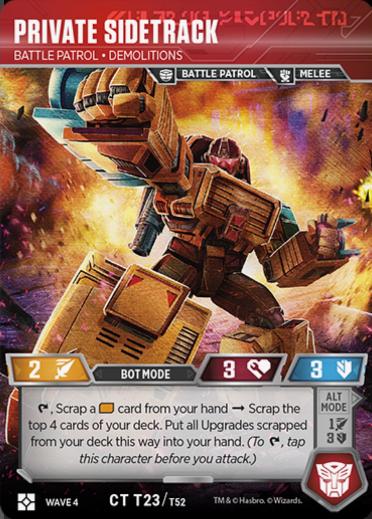 PRIVATE SIDETRACK
BATTLE PATROL • DEMOLITIONS
BATTLE PATROL MELEE
2 BOT MODE 3 3
, Scrap a card from your hand → Scrap the
top 4 cards of your deck. Put all Upgrades scrapped
from your deck this way into your hand. (To , tap
this character before you attack.)
ALT
MODE
1
3
WAVE 4 CT T23/T52 TM & © Hasbro. © Wizards.